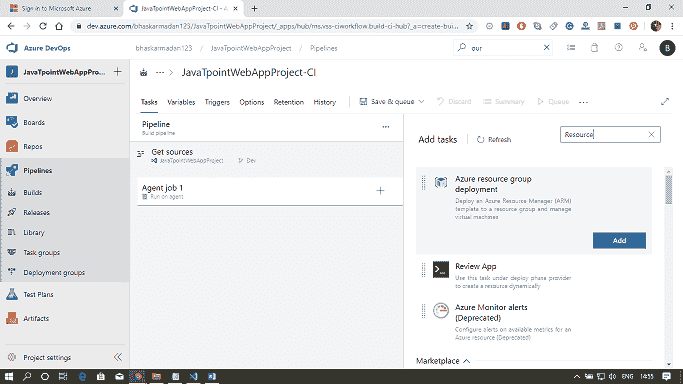 Sign in to Microsoft Azure
JavaTpointWebAppProject-CI - Az
dev.azure.com/bhaskarmadan123/JavaTpointWebAppProject/_apps/hub/ms.vss-ciworkflow.build-ci-hub?_a=create-bui...
Azure DevOps
bhaskarmadan123 / JavaTpointWebAppProject / Pipelines
our
B
J JavaTpointWebAppPro...
Overview
Boards
Repos
Pipelines
Builds
Releases
Library
Task groups
Deployment groups
Test Plans
Artifacts
Project settings
... > JavaTpointWebAppProject-CI
Tasks Variables Triggers Options Retention History
Save & queue Discard Summary Queue ...
Pipeline ...
Build pipeline
Get sources
JavaTpointWebAppProject Dev
Agent job 1
Run on agent
Add tasks Refresh Resource
Azure resource group
deployment
Deploy an Azure Resource Manager (ARM)
template to a resource group and manage
virtual machines
Add
Review App
Use this task under deploy phase provider
to create a resource dynamically
Azure Monitor alerts
(Deprecated)
Configure alerts on available metrics for an
Azure resource (Deprecated)
Marketplace
ENG 14:55